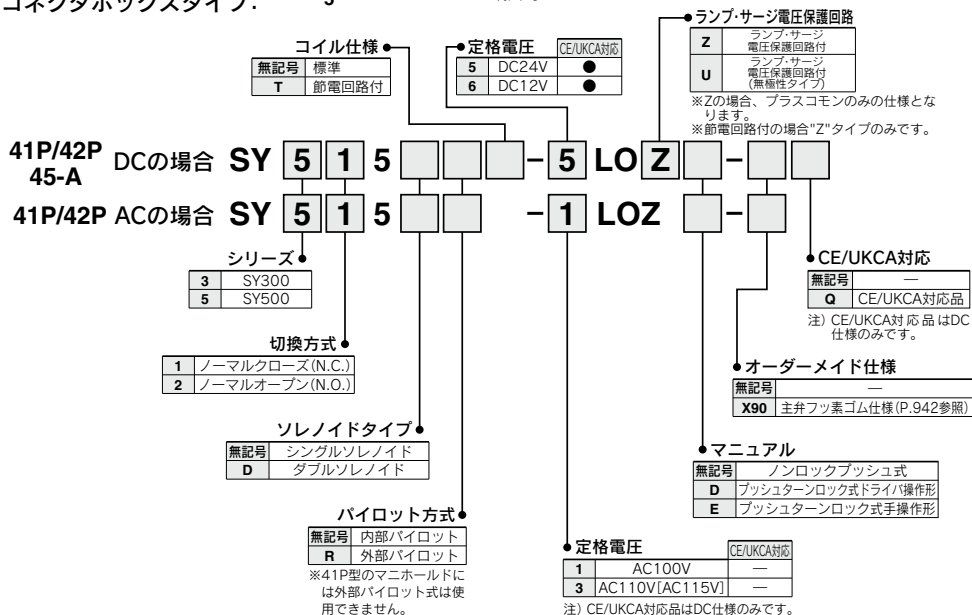 コネクタボックスタイプ:
ランプ・サージ電圧保護回路
Z ランプ・サージ
電圧保護回路付
U ランプ・サージ
電圧保護回路付
(無極性タイプ)
※Zの場合、プラスコモンのみの仕様とな
ります。
※節電回路付の場合"Z"タイプのみです。
コイル仕様
無記号 標準
T 節電回路付
定格電圧 CE/UKCA対応
5 DC24V ●
6 DC12V ●
41P/42P
45-A
DCの場合 SY 5 1 5 - 5 LO Z -
41P/42P ACの場合 SY 5 1 5 - 1 LOZ -
シリーズ
3 SY300
5 SY500
切換方式
1 ノーマルクローズ(N.C.)
2 ノーマルオープン(N.O.)
ソレノイドタイプ
無記号 シングルソレノイド
D ダブルソレノイド
パイロット方式
無記号 内部パイロット
R 外部パイロット
※41P型のマニホールドに
は外部パイロット式は使
用できません。
定格電圧 CE/UKCA対応
1 AC100V —
3 AC110V[AC115V] —
注) CE/UKCA対応品はDC仕様のみです。
マニュアル
無記号 ノンロックプッシュ式
D プッシュターンロック式ドライバ操作形
E プッシュターンロック式手操作形
オーダーメイド仕様
無記号 —
X90 主弁フッ素ゴム仕様(P.942参照)
CE/UKCA対応
無記号 —
Q CE/UKCA対応品
注) CE/UKCA対応品はDC
仕様のみです。